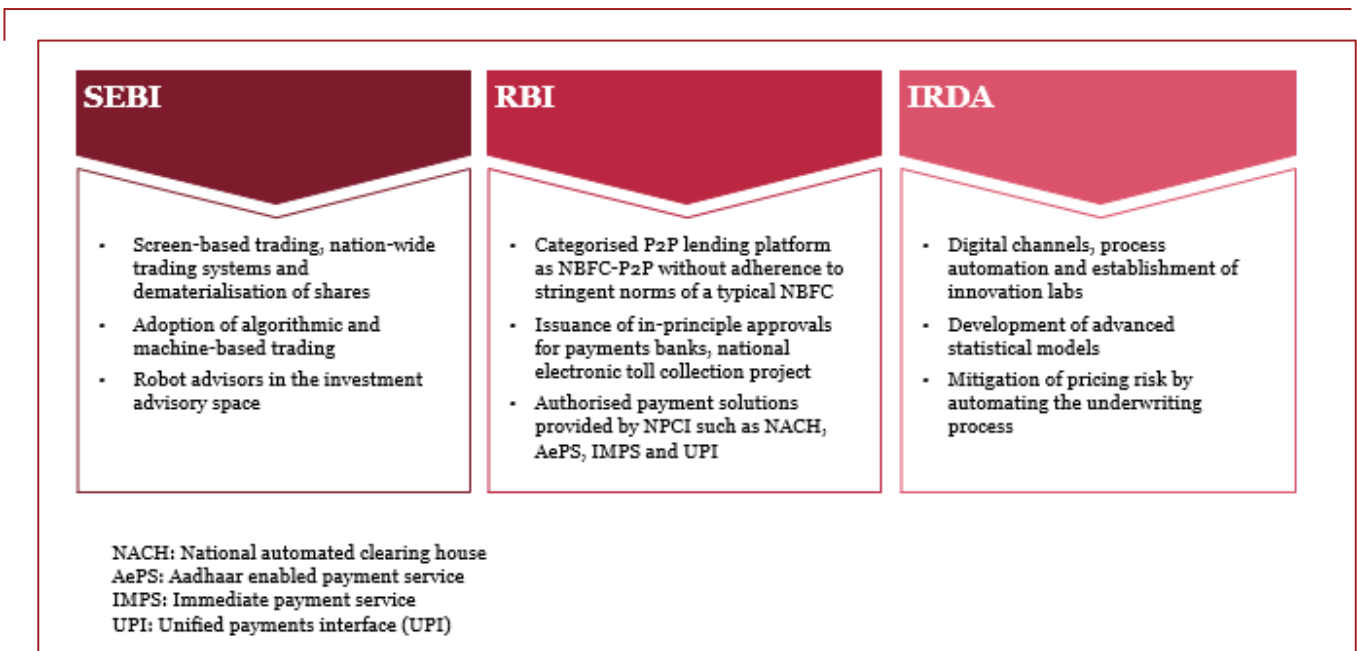 SEBI
• Screen-based trading, nation-wide
trading systems and
dematerialisation of shares
• Adoption of algorithmic and
machine-based trading
• Robot advisors in the investment
advisory space
RBI
• Categorised P2P lending platform
as NBFC-P2P without adherence to
stringent norms of a typical NBFC
• Issuance of in-principle approvals
for payments banks, national
electronic toll collection project
• Authorised payment solutions
provided by NPCI such as NACH,
AePS, IMPS and UPI
IRDA
• Digital channels, process
automation and establishment of
innovation labs
• Development of advanced
statistical models
• Mitigation of pricing risk by
automating the underwriting
process
NACH: National automated clearing house
AePS: Aadhaar enabled payment service
IMPS: Immediate payment service
UPI: Unified payments interface (UPI)